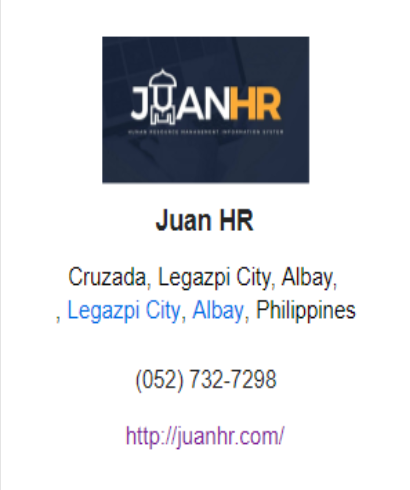 JUANHR
HUMAN RESOURCE MANAGEMENT INFORMATION SYSTEM
Juan HR
Cruzada, Legazpi City, Albay,
, Legazpi City, Albay, Philippines
(052) 732-7298
http://juanhr.com/